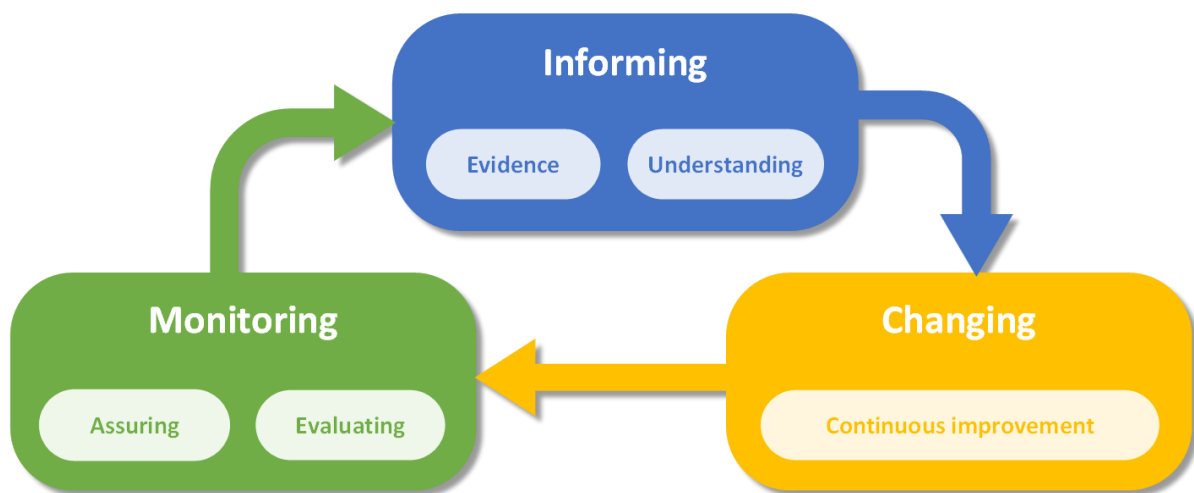 Informing
Evidence
Understanding
Monitoring
Assuring
Evaluating
Changing
Continuous improvement